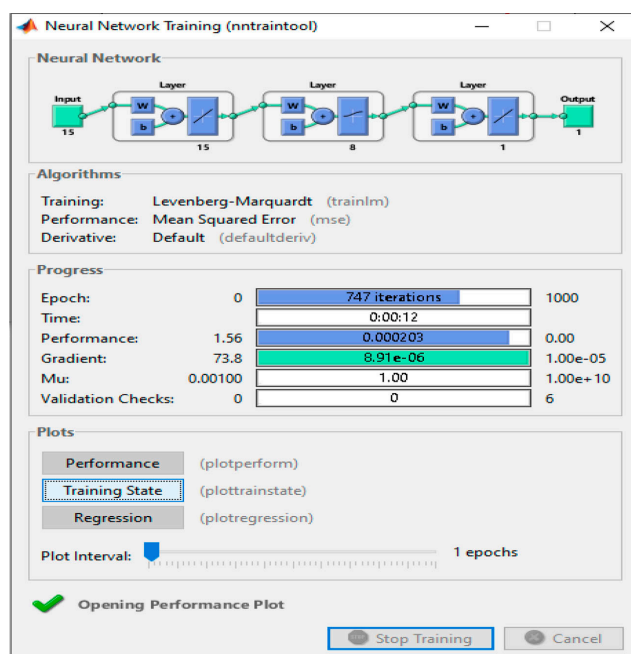 Neural Network Training (nntraintool)
Neural Network
Layer Layer Layer
Input Output
W W W
+ + +
b b b
15 15 8 1 1
Algorithms
Training: Levenberg-Marquardt (trainlm)
Performance: Mean Squared Error (mse)
Derivative: Default (defaultderiv)
Progress
Epoch: 0 747 iterations 1000
Time: 0:00:12
Performance: 1.56 0.000203 0.00
Gradient: 73.8 8.91e-06 1.00e-05
Mu: 0.00100 1.00 1.00e+10
Validation Checks: 0 0 6
Plots
Performance (plotperform)
Training State (plottrainstate)
Regression (plotregression)
Plot Interval: 1 epochs
Opening Performance Plot
Stop Training Cancel